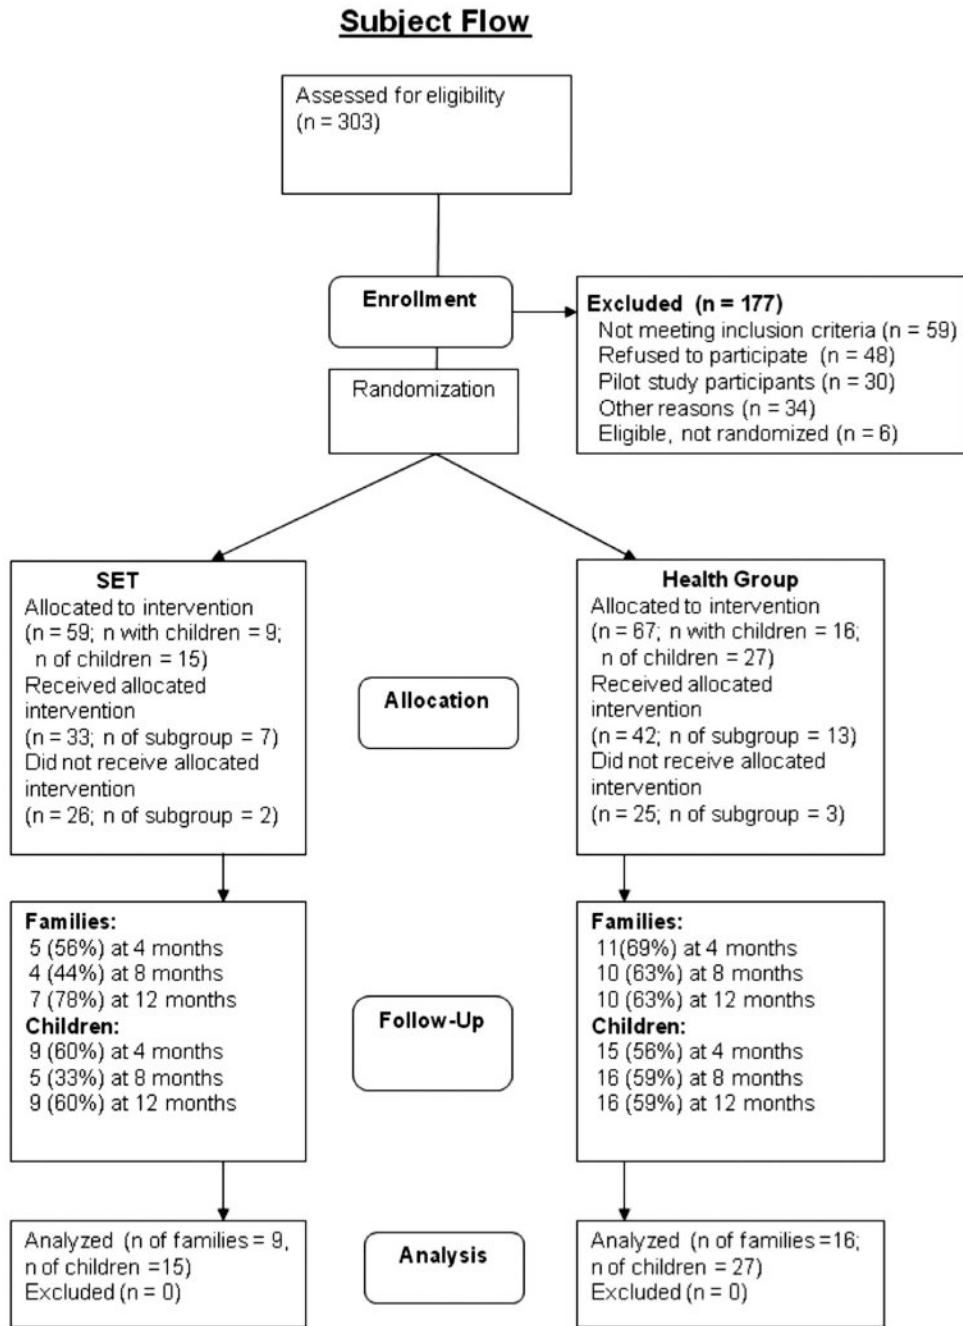 Subject Flow
Assessed for eligibility
(n = 303)
Enrollment
Excluded (n = 177)
Not meeting inclusion criteria (n = 59)
Refused to participate (n = 48)
Pilot study participants (n = 30)
Other reasons (n = 34)
Eligible, not randomized (n = 6)
Randomization
SET
Allocated to intervention
(n = 59; n with children = 9;
n of children = 15)
Received allocated
intervention
(n = 33; n of subgroup = 7)
Did not receive allocated
intervention
(n = 26; n of subgroup = 2)
Allocation
Health Group
Allocated to intervention
(n = 67; n with children = 16;
n of children = 27)
Received allocated
intervention
(n = 42; n of subgroup = 13)
Did not receive allocated
intervention
(n = 25; n of subgroup = 3)
Families:
5 (56%) at 4 months
4 (44%) at 8 months
7 (78%) at 12 months
Children:
9 (60%) at 4 months
5 (33%) at 8 months
9 (60%) at 12 months
Follow-Up
Families:
11(69%) at 4 months
10 (63%) at 8 months
10 (63%) at 12 months
Children:
15 (56%) at 4 months
16 (59%) at 8 months
16 (59%) at 12 months
Analyzed (n of families = 9,
n of children =15)
Excluded (n = 0)
Analysis
Analyzed (n of families =16;
n of children = 27)
Excluded (n = 0)